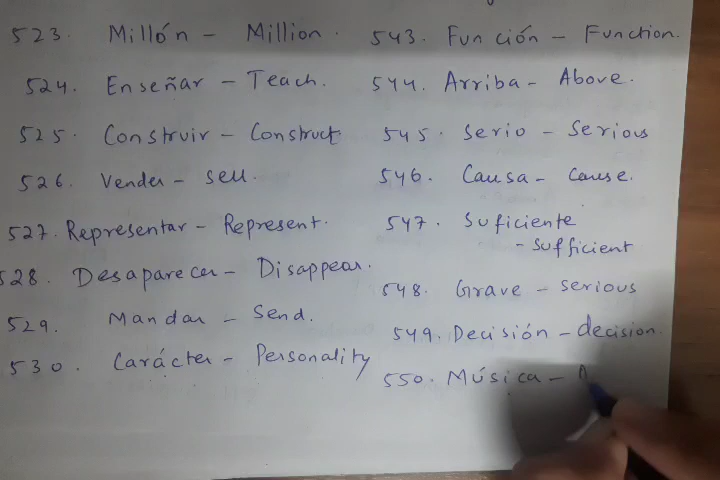 523. Millón - Million.
524. Enseñar - Teach.
525. Construir - Construct
526. Vender - sell.
527. Representar - Represent.
528. Desaparecer - Disappear.
529. Mandar - Send.
530. Carácter - Personality
543. Función - Function.
544. Arriba - Above.
545. Serio - Serious
546. Causa - Cause.
547. Suficiente
- Sufficient
548. Grave - serious
549. Decisión - decision.
550. Música -